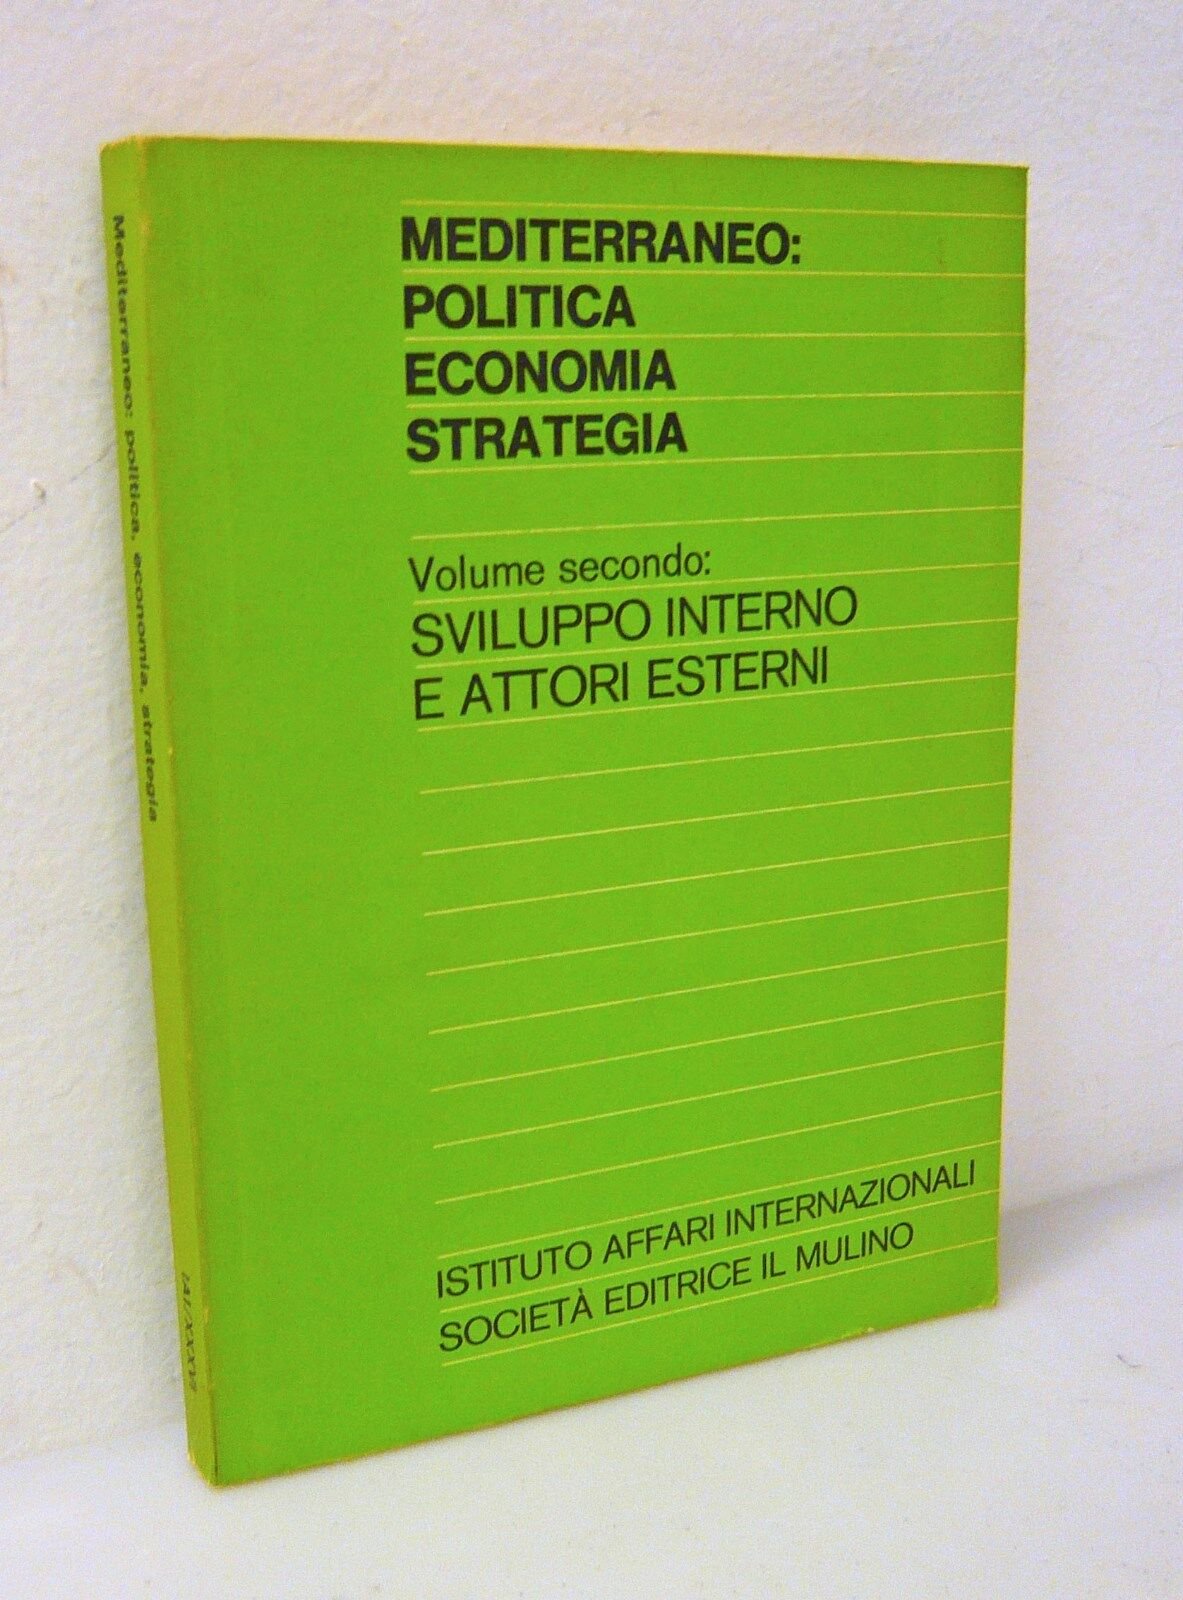 MEDITERRANEO:
POLITICA
ECONOMIA
STRATEGIA
Volume secondo:
SVILUPPO INTERNO
E ATTORI ESTERNI
ISTITUTO AFFARI INTERNAZIONALI
SOCIETÀ EDITRICE IL MULINO
Mediterraneo: politica, economia, strategia